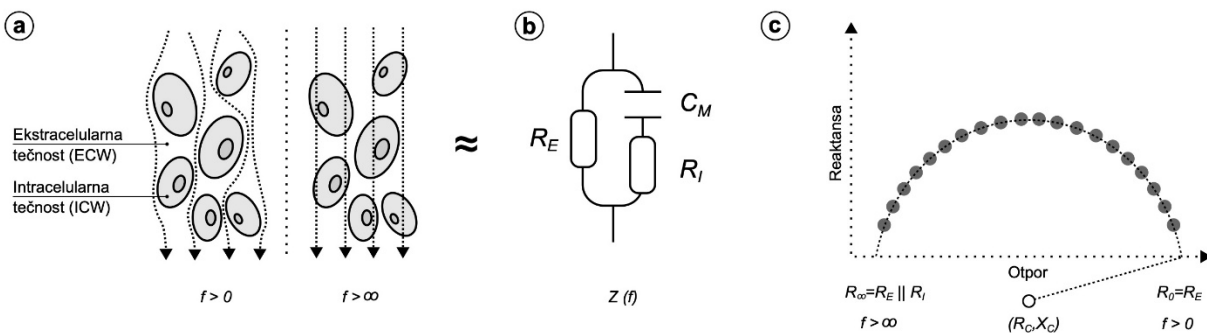 a
Ekstracelularna
tečnost (ECW)
Intracelularna
tečnost (ICW)
f > 0
f > ∞
≈
b
R_E
C_M
R_I
Z (f)
c
Reaktansa
Otpor
R_∞=R_E || R_I
f > ∞
(R_C,X_C)
R_0=R_E
f > 0